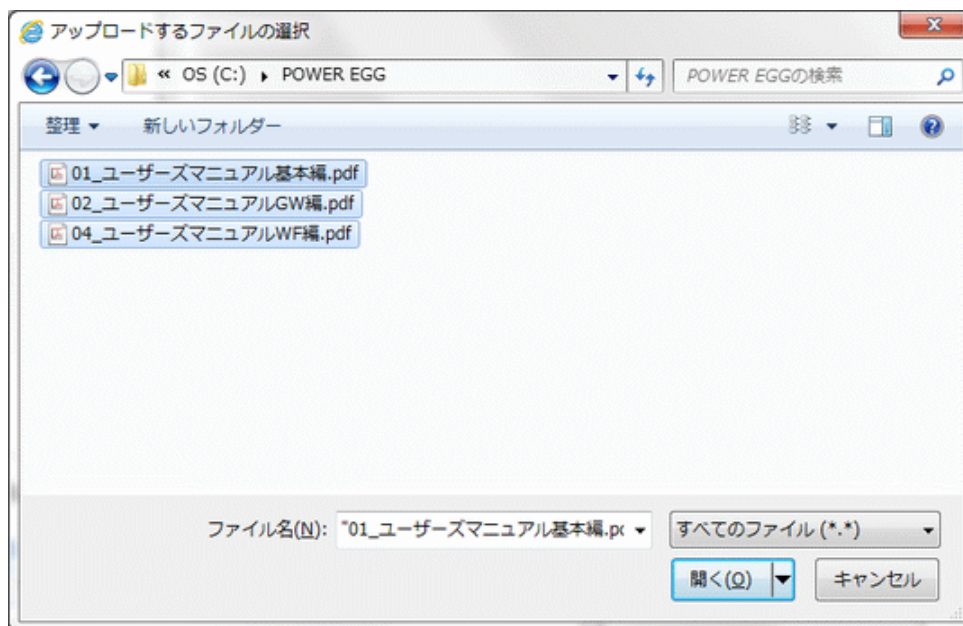 アップロードするファイルの選択
« OS (C:) ▸ POWER EGG
POWER EGGの検索
整理 ▼ 新しいフォルダー
01_ユーザーズマニュアル基本編.pdf
02_ユーザーズマニュアルGW編.pdf
04_ユーザーズマニュアルWF編.pdf
ファイル名(N): "01_ユーザーズマニュアル基本編.pc すべてのファイル (*.*)
開く(O) キャンセル